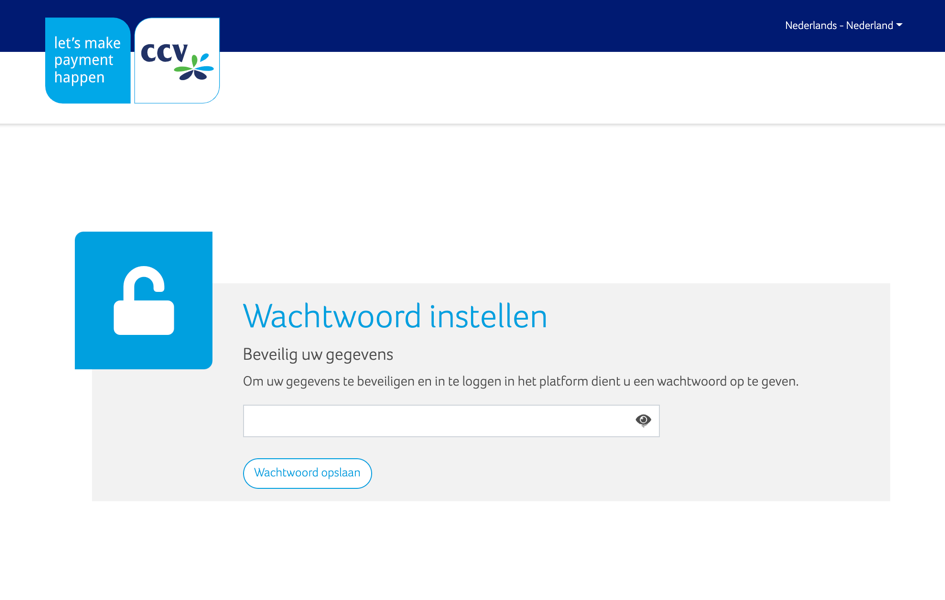 Nederlands - Nederland
let's make
payment
happen
CCV
Wachtwoord instellen
Beveilig uw gegevens
Om uw gegevens te beveiligen en in te loggen in het platform dient u een wachtwoord op te geven.
Wachtwoord opslaan